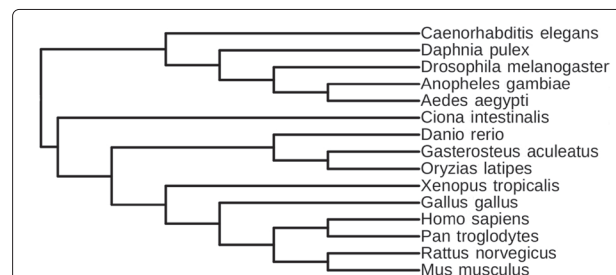 Caenorhabditis elegans
Daphnia pulex
Drosophila melanogaster
Anopheles gambiae
Aedes aegypti
Ciona intestinalis
Danio rerio
Gasterosteus aculeatus
Oryzias latipes
Xenopus tropicalis
Gallus gallus
Homo sapiens
Pan troglodytes
Rattus norvegicus
Mus musculus